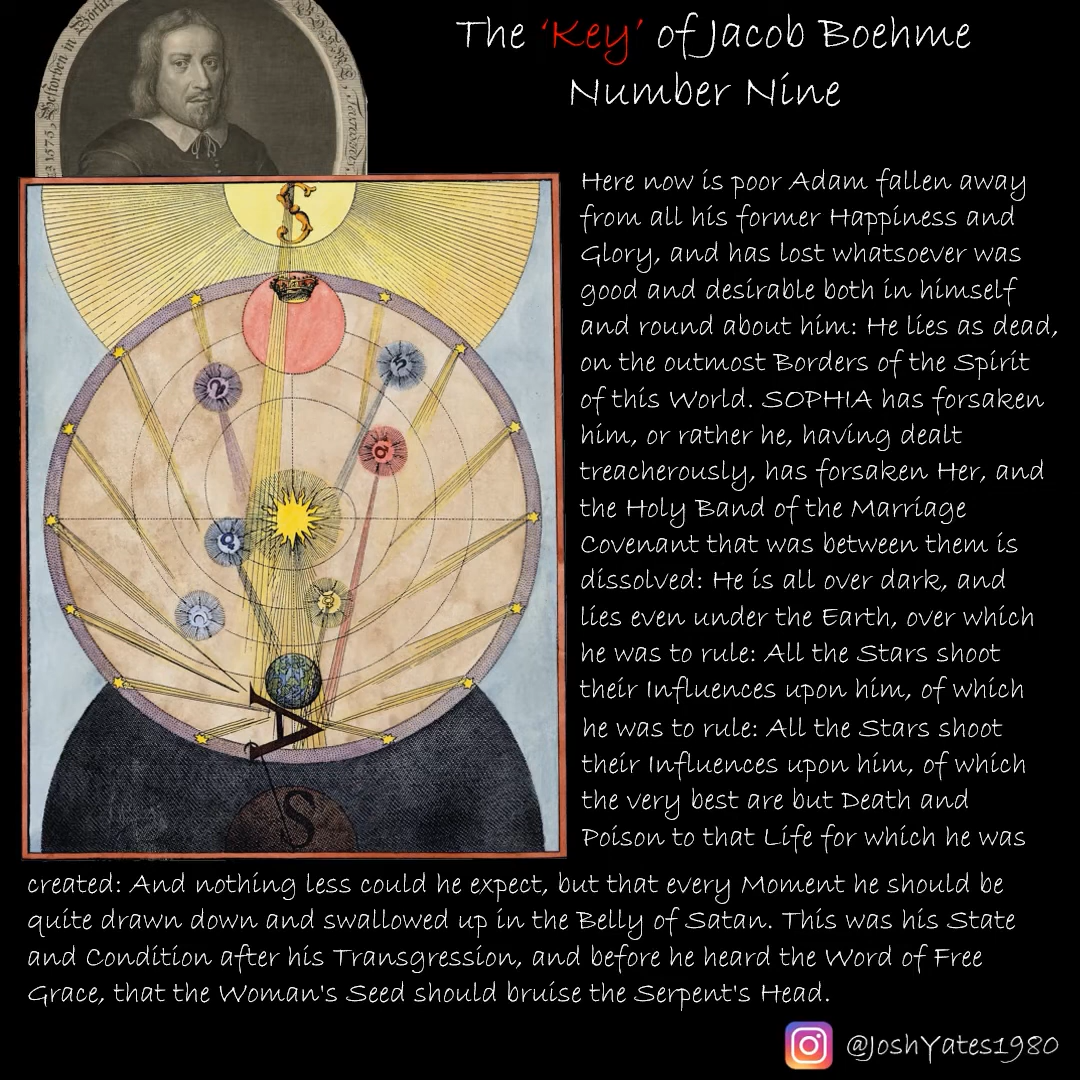 The ‘Key’ of Jacob Boehme
Number Nine
1575, Gestorben in Görlit
S
A
S
Here now is poor Adam fallen away
from all his former Happiness and
Glory, and has lost whatsoever was
good and desirable both in himself
and round about him: He lies as dead,
on the outmost Borders of the Spirit
of this World. SOPHIA has forsaken
him, or rather he, having dealt
treacherously, has forsaken Her, and
the Holy Band of the Marriage
Covenant that was between them is
dissolved: He is all over dark, and
lies even under the Earth, over which
he was to rule: All the Stars shoot
their Influences upon him, of which
he was to rule: All the Stars shoot
their Influences upon him, of which
the very best are but Death and
Poison to that Life for which he was
created: And nothing less could he expect, but that every Moment he should be
quite drawn down and swallowed up in the Belly of Satan. This was his State
and Condition after his Transgression, and before he heard the Word of Free
Grace, that the Woman's Seed should bruise the Serpent's Head.
@JoshYates1980